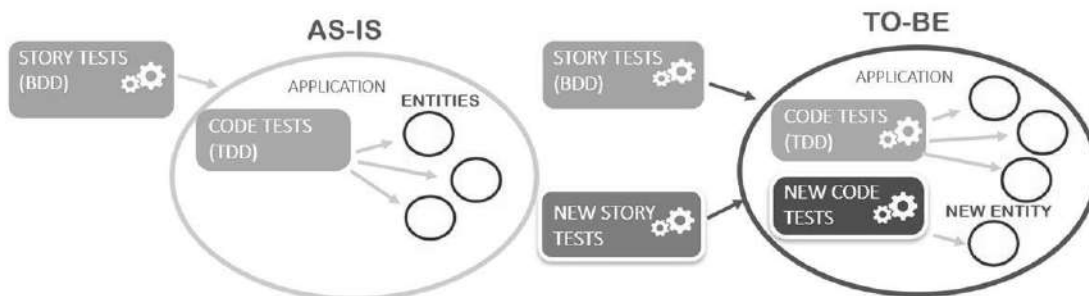 AS-IS
STORY TESTS
(BDD)
APPLICATION
ENTITIES
CODE TESTS
(TDD)
TO-BE
STORY TESTS
(BDD)
APPLICATION
CODE TESTS
(TDD)
NEW STORY
TESTS
NEW CODE
TESTS
NEW ENTITY